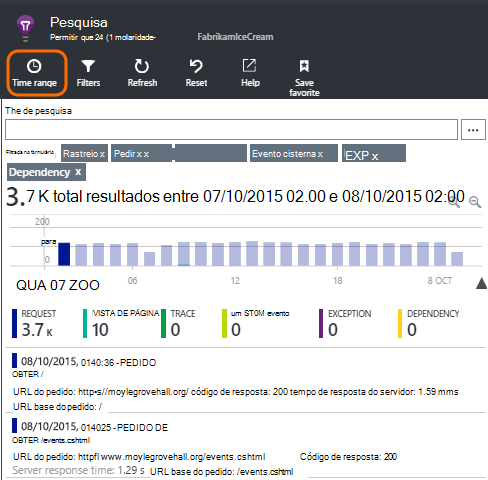 Pesquisa
Permitir que 24 (1 molaridade-
FabrikamIceCream
Time range
Filters
Refresh
Reset
Help
Save favorite
The de pesquisa
...
Filtrada no formulário
Rastreio x
Pedir x x
Evento cisterna x
EXP x
Dependency x
3.7 K total resultados entre 07/10/2015 02.00 e 08/10/2015 02:00
200
para
0
06
12
18
8 OCT
QUA 07 ZOO
REQUEST
3.7 K
VISTA DE PÁGINA
10
TRACE
0
um ST0M evento
0
EXCEPTION
0
DEPENDENCY
0
08/10/2015, 0140:36 -PEDIDO
OBTER /
URL do pedido: http-s//moylegrovehall.org/ código de resposta: 200 tempo de resposta do servidor: 1.59 mms
URL base do pedido: /
08/10/2015, 014025 - PEDIDO DE
OBTER /events.cshtml
URL do pedido: httpfl www.moylegrovehall.org/events.cshtml Código de resposta: 200
Server response time: 1.29 s URL base do pedido: /events.cshtml